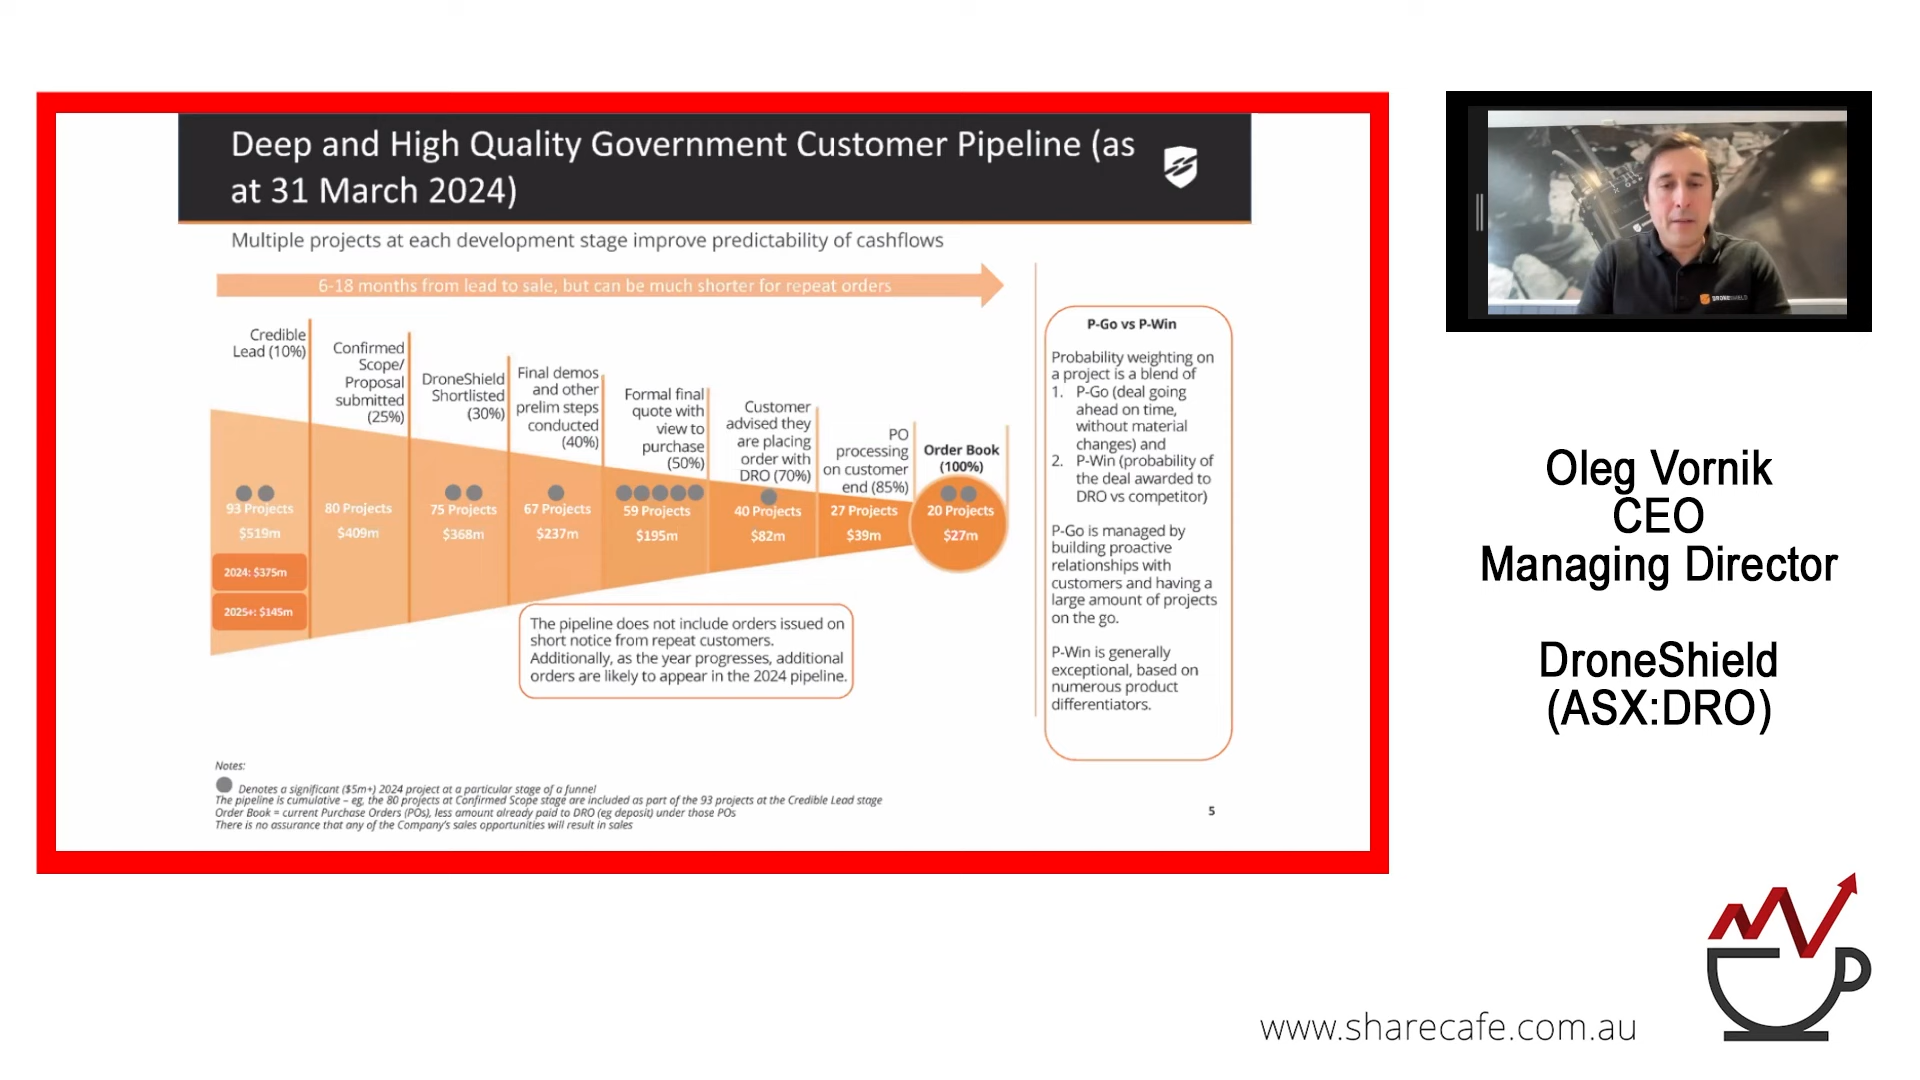 Deep and High Quality Government Customer Pipeline (as
at 31 March 2024)
Multiple projects at each development stage improve predictability of cashflows
6-18 months from lead to sale, but can be much shorter for repeat orders
Credible
Lead (10%)
Confirmed
Scope/
Proposal
submitted
(25%)
DroneShield
Shortlisted
(30%)
Final demos
and other
prelim steps
conducted
(40%)
Formal final
quote with
view to
purchase
(50%)
Customer
advised they
are placing
order with
DRO (70%)
PO
processing
on customer
end (85%)
Order Book
(100%)
93 Projects
$519m
80 Projects
$409m
75 Projects
$368m
67 Projects
$237m
59 Projects
$195m
40 Projects
$82m
27 Projects
$39m
20 Projects
$27m
2024: $375m
2025+: $145m
The pipeline does not include orders issued on
short notice from repeat customers.
Additionally, as the year progresses, additional
orders are likely to appear in the 2024 pipeline.
P-Go vs P-Win
Probability weighting on
a project is a blend of
1. P-Go (deal going
ahead on time,
without material
changes) and
2. P-Win (probability of
the deal awarded to
DRO vs competitor)
P-Go is managed by
building proactive
relationships with
customers and having a
large amount of projects
on the go.
P-Win is generally
exceptional, based on
numerous product
differentiators.
Notes:
Denotes a significant ($5m+) 2024 project at a particular stage of a funnel
The pipeline is cumulative – eg, the 80 projects at Confirmed Scope stage are included as part of the 93 projects at the Credible Lead stage
Order Book = current Purchase Orders (POs), less amount already paid to DRO (eg deposit) under those POs
There is no assurance that any of the Company's sales opportunities will result in sales
5
DRONESHIELD
Oleg Vornik
CEO
Managing Director
DroneShield
(ASX:DRO)
www.sharecafe.com.au